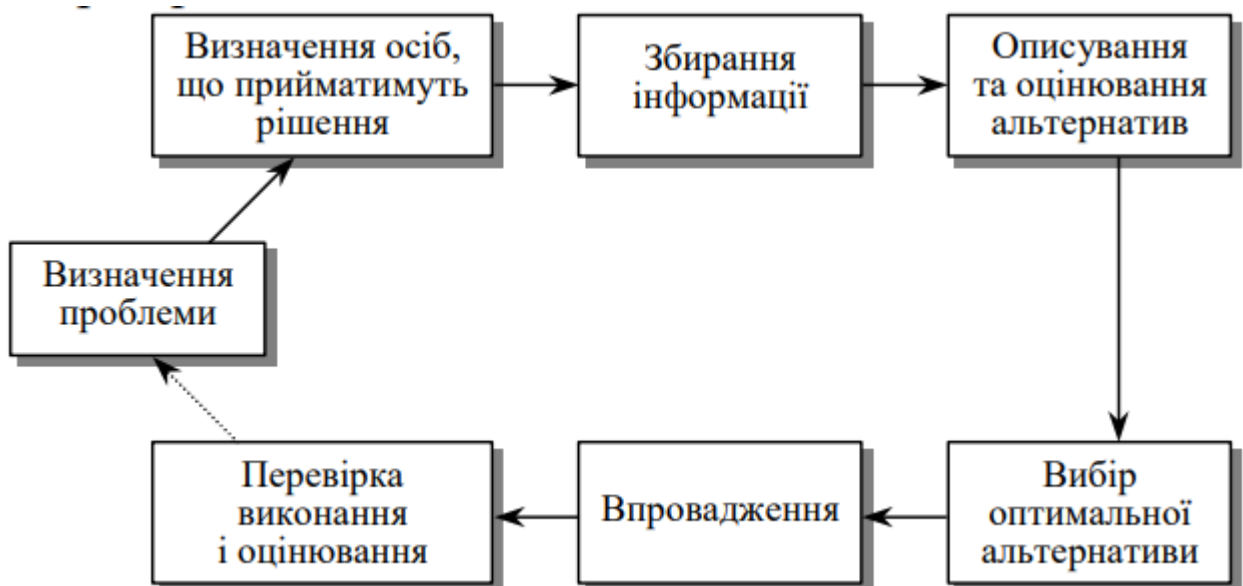 Визначення осіб,
що прийматимуть
рішення
Збирання
інформації
Описування
та оцінювання
альтернатив
Визначення
проблеми
Перевірка
виконання
і оцінювання
Впровадження
Вибір
оптимальної
альтернативи